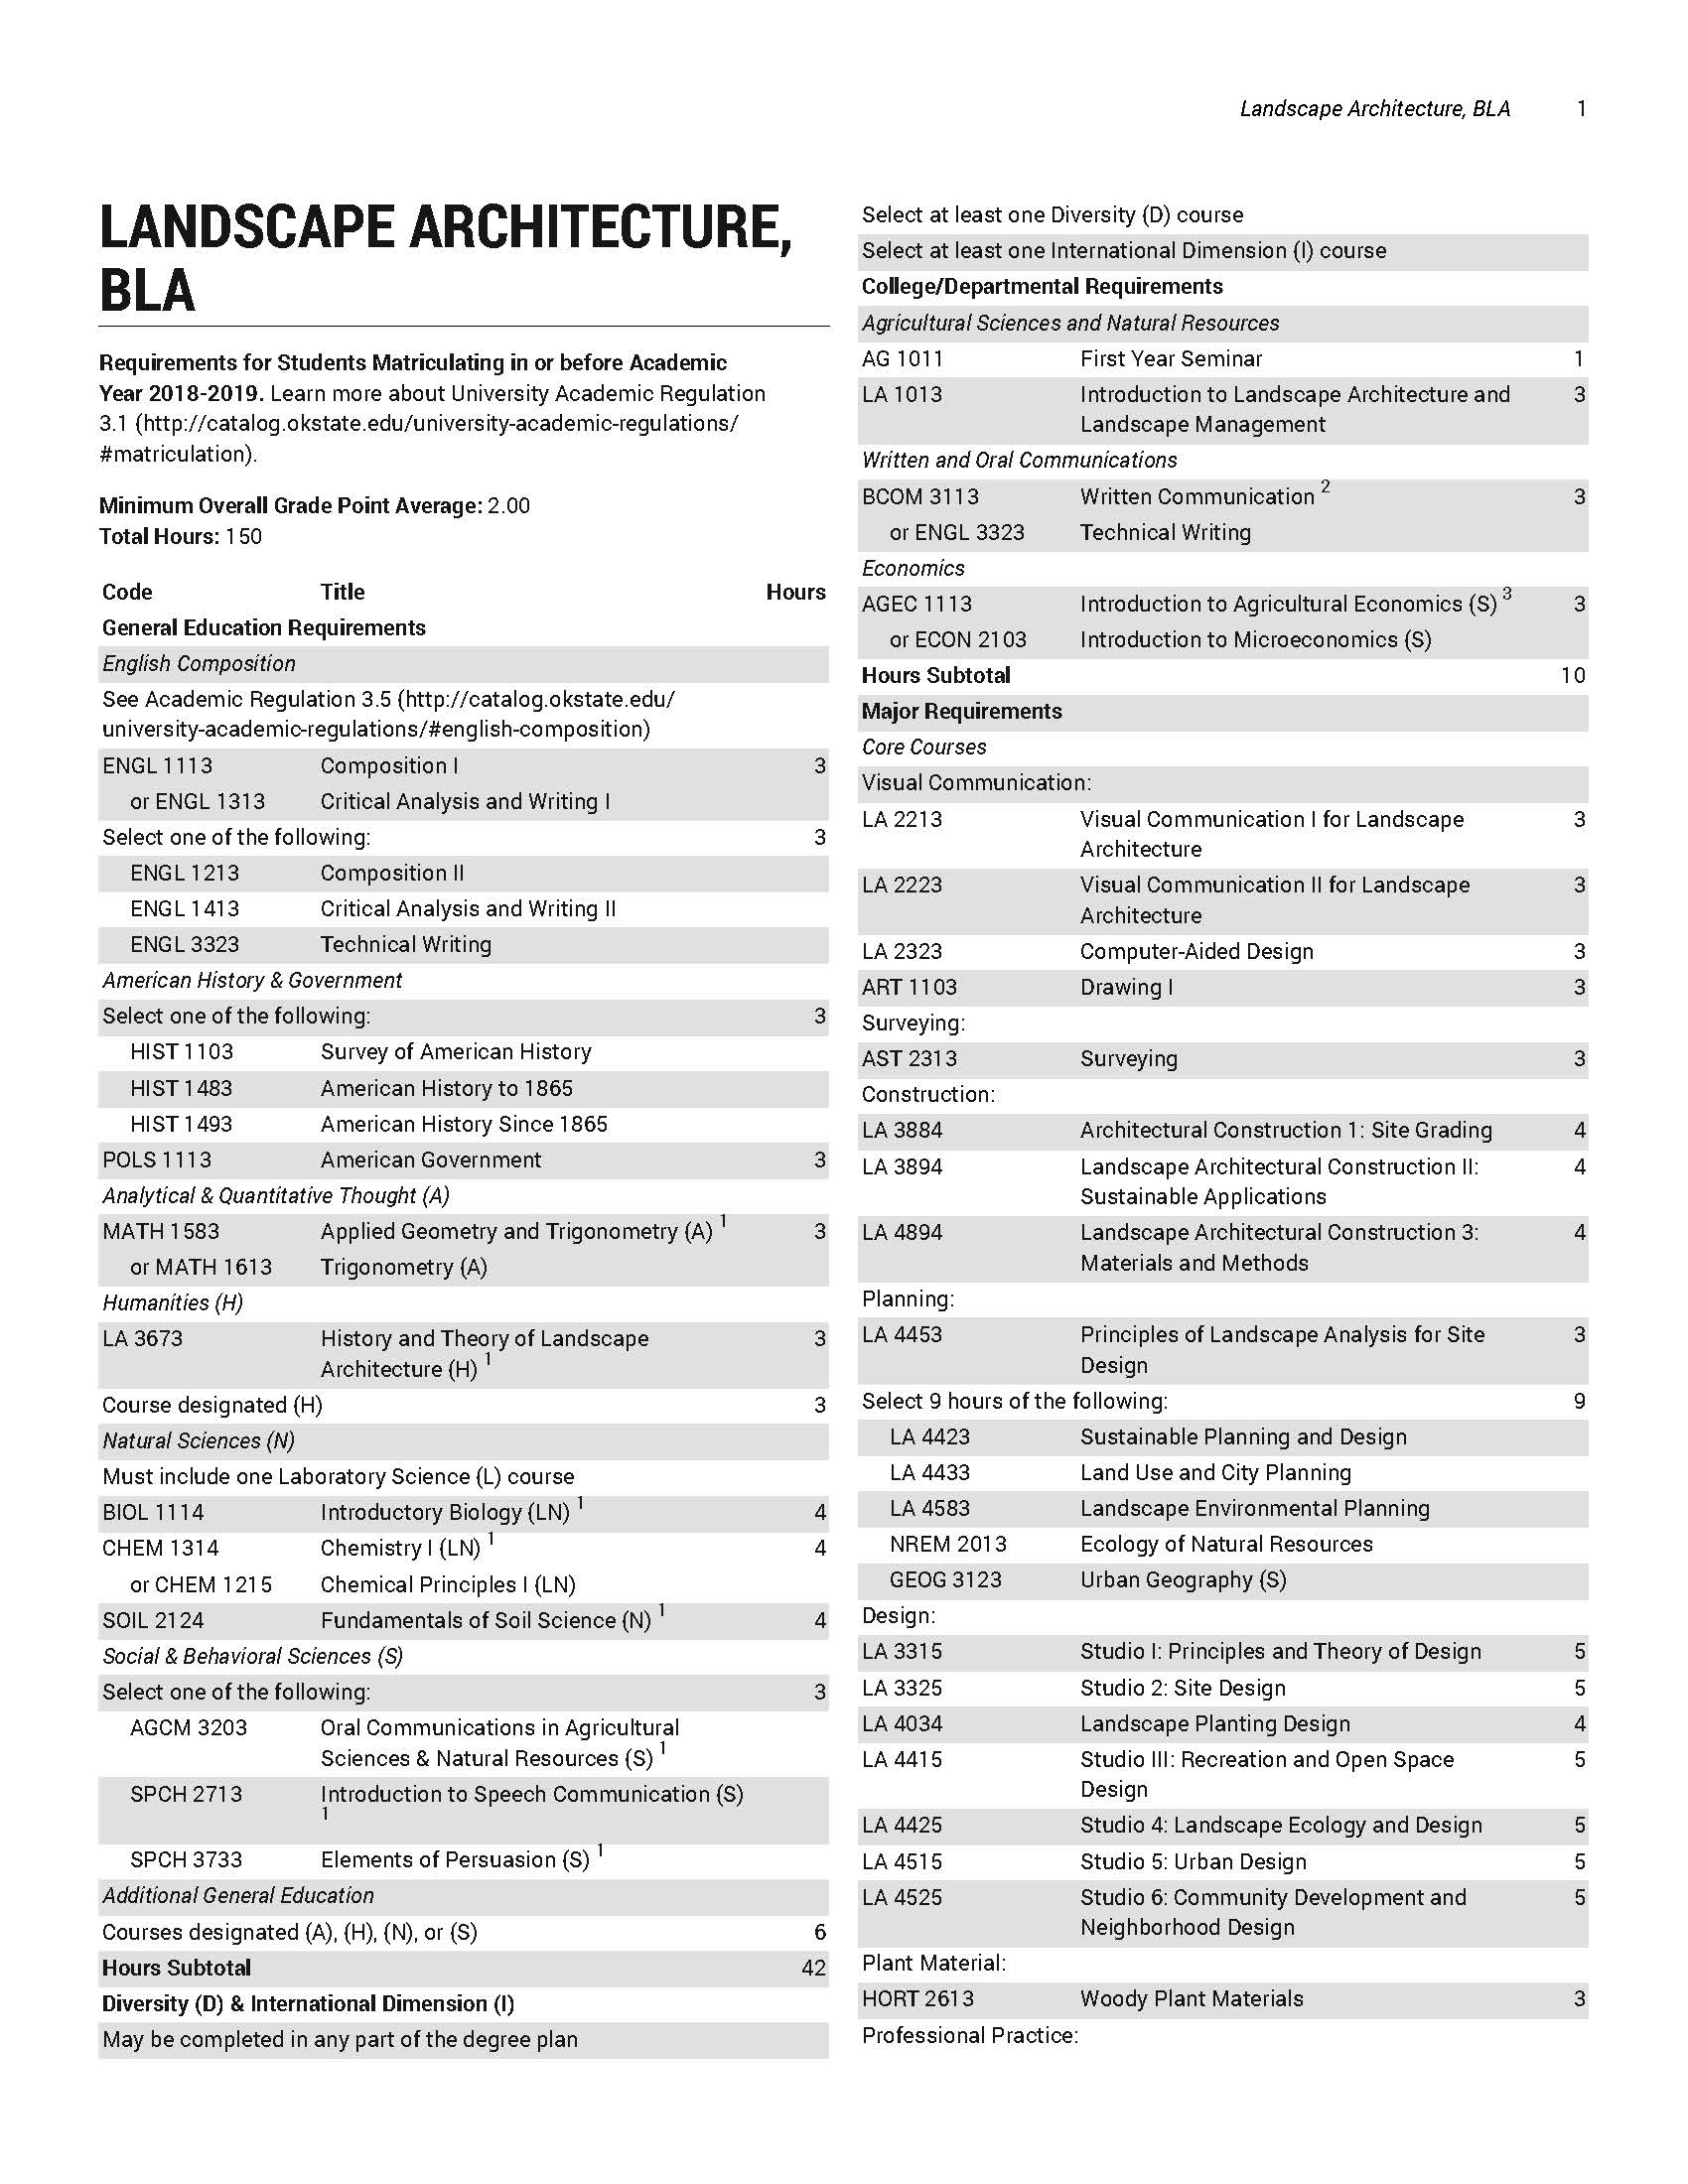 Landscape Architecture, BLA 1
LANDSCAPE ARCHITECTURE,
BLA
Requirements for Students Matriculating in or before Academic
Year 2018-2019. Learn more about University Academic Regulation
3.1 (http://catalog.okstate.edu/university-academic-regulations/
#matriculation).
Minimum Overall Grade Point Average: 2.00
Total Hours: 150
Code Title Hours
General Education Requirements
English Composition
See Academic Regulation 3.5 (http://catalog.okstate.edu/
university-academic-regulations/#english-composition)
ENGL 1113 Composition I 3
or ENGL 1313 Critical Analysis and Writing I
Select one of the following: 3
ENGL 1213 Composition II
ENGL 1413 Critical Analysis and Writing II
ENGL 3323 Technical Writing
American History & Government
Select one of the following: 3
HIST 1103 Survey of American History
HIST 1483 American History to 1865
HIST 1493 American History Since 1865
POLS 1113 American Government 3
Analytical & Quantitative Thought (A)
MATH 1583 Applied Geometry and Trigonometry (A) 1 3
or MATH 1613 Trigonometry (A)
Humanities (H)
LA 3673 History and Theory of Landscape 3
Architecture (H) 1
Course designated (H) 3
Natural Sciences (N)
Must include one Laboratory Science (L) course
BIOL 1114 Introductory Biology (LN) 1 4
CHEM 1314 Chemistry I (LN) 1 4
or CHEM 1215 Chemical Principles I (LN)
SOIL 2124 Fundamentals of Soil Science (N) 1 4
Social & Behavioral Sciences (S)
Select one of the following: 3
AGCM 3203 Oral Communications in Agricultural
Sciences & Natural Resources (S) 1
SPCH 2713 Introduction to Speech Communication (S)
1
SPCH 3733 Elements of Persuasion (S) 1
Additional General Education
Courses designated (A), (H), (N), or (S) 6
Hours Subtotal 42
Diversity (D) & International Dimension (I)
May be completed in any part of the degree plan
Select at least one Diversity (D) course
Select at least one International Dimension (I) course
College/Departmental Requirements
Agricultural Sciences and Natural Resources
AG 1011 First Year Seminar 1
LA 1013 Introduction to Landscape Architecture and 3
Landscape Management
Written and Oral Communications
BCOM 3113 Written Communication 2 3
or ENGL 3323 Technical Writing
Economics
AGEC 1113 Introduction to Agricultural Economics (S) 3 3
or ECON 2103 Introduction to Microeconomics (S)
Hours Subtotal 10
Major Requirements
Core Courses
Visual Communication:
LA 2213 Visual Communication I for Landscape 3
Architecture
LA 2223 Visual Communication II for Landscape 3
Architecture
LA 2323 Computer-Aided Design 3
ART 1103 Drawing I 3
Surveying:
AST 2313 Surveying 3
Construction:
LA 3884 Architectural Construction 1: Site Grading 4
LA 3894 Landscape Architectural Construction II: 4
Sustainable Applications
LA 4894 Landscape Architectural Construction 3: 4
Materials and Methods
Planning:
LA 4453 Principles of Landscape Analysis for Site 3
Design
Select 9 hours of the following: 9
LA 4423 Sustainable Planning and Design
LA 4433 Land Use and City Planning
LA 4583 Landscape Environmental Planning
NREM 2013 Ecology of Natural Resources
GEOG 3123 Urban Geography (S)
Design:
LA 3315 Studio I: Principles and Theory of Design 5
LA 3325 Studio 2: Site Design 5
LA 4034 Landscape Planting Design 4
LA 4415 Studio III: Recreation and Open Space 5
Design
LA 4425 Studio 4: Landscape Ecology and Design 5
LA 4515 Studio 5: Urban Design 5
LA 4525 Studio 6: Community Development and 5
Neighborhood Design
Plant Material:
HORT 2613 Woody Plant Materials 3
Professional Practice: